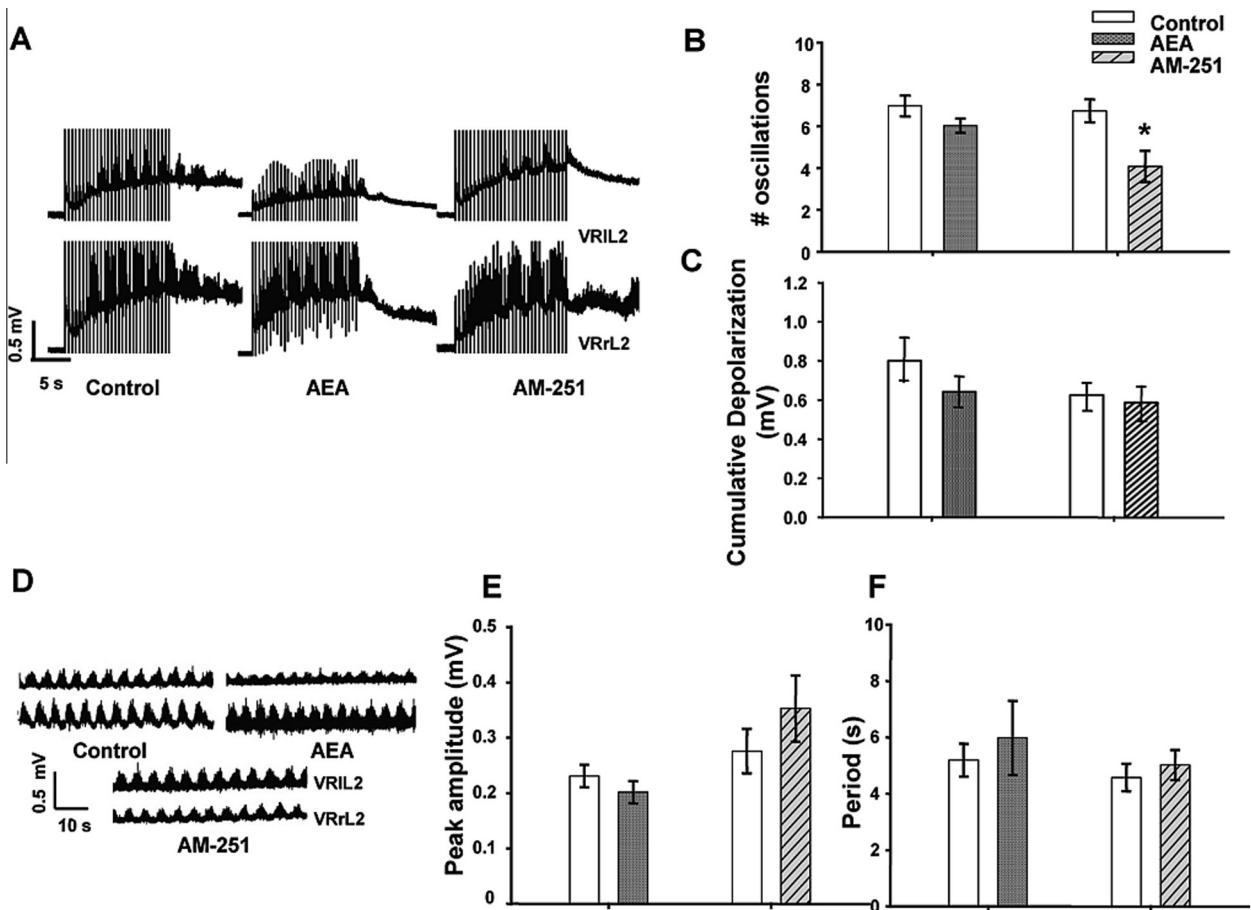 A
VRlL2
VRrL2
0.5 mV
5 s
Control
AEA
AM-251
B
Control
AEA
AM-251
# oscillations
10
8
6
4
2
0
*
C
Cumulative Depolarization
(mV)
1.2
1.0
0.8
0.6
0.4
0.2
0.0
D
Control
AEA
0.5 mV
10 s
VRlL2
VRrL2
AM-251
E
Peak amplitude (mV)
0.5
0.4
0.3
0.2
0.1
0
F
Period (s)
10
8
6
4
2
0